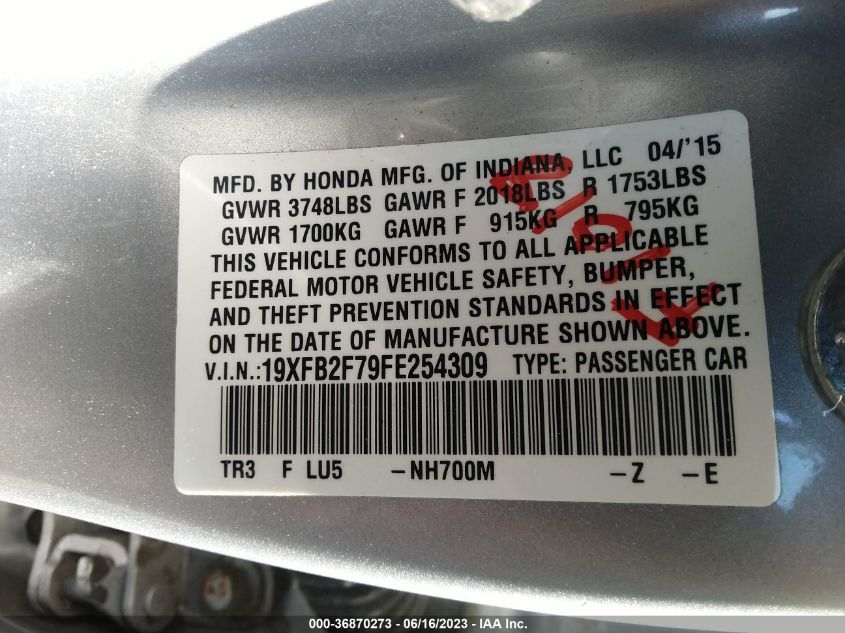 MFD. BY HONDA MFG. OF INDIANA, LLC 04/'15
GVWR 3748LBS GAWR F 2018LBS R 1753LBS
GVWR 1700KG GAWR F 915KG R 795KG
THIS VEHICLE CONFORMS TO ALL APPLICABLE
FEDERAL MOTOR VEHICLE SAFETY, BUMPER,
AND THEFT PREVENTION STANDARDS IN EFFECT
ON THE DATE OF MANUFACTURE SHOWN ABOVE.
V.I.N.:19XFB2F79FE254309 TYPE: PASSENGER CAR
TR3 F LU5 -NH700M -Z -E
000-36870273 - 06/16/2023 - IAA Inc.